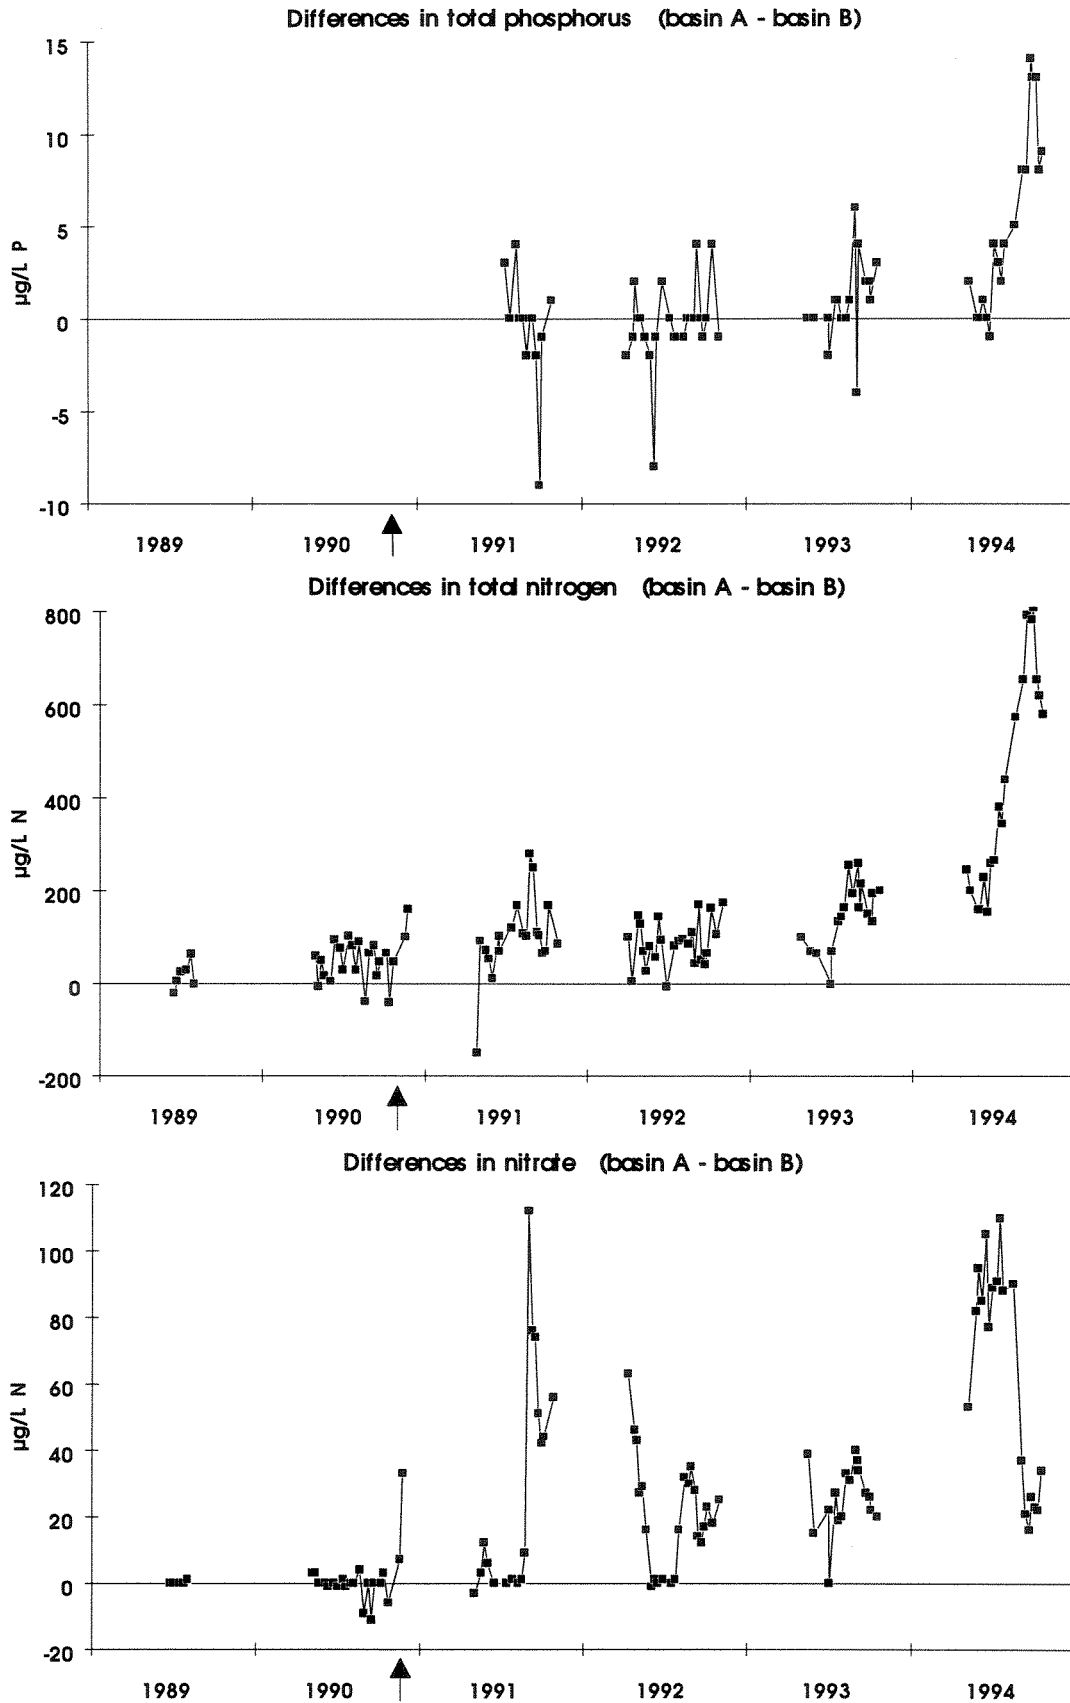 Differences in total phosphorus (basin A - basin B)
15
10
5
0
-5
-10
µg/L P
1989 1990 1991 1992 1993 1994
Differences in total nitrogen (basin A - basin B)
800
600
400
200
0
-200
µg/L N
1989 1990 1991 1992 1993 1994
Differences in nitrate (basin A - basin B)
120
100
80
60
40
20
0
-20
µg/L N
1989 1990 1991 1992 1993 1994